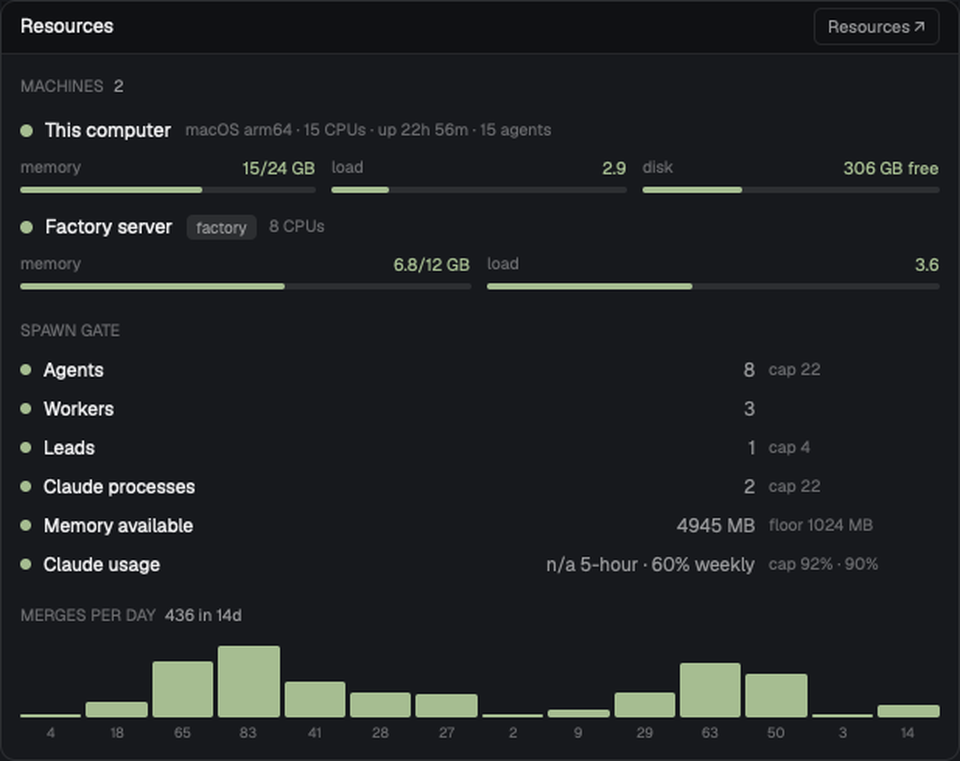 Resources Resources ↗
MACHINES 2
This computer macOS arm64 · 15 CPUs · up 22h 56m · 15 agents
memory 15/24 GB load 2.9 disk 306 GB free
Factory server factory 8 CPUs
memory 6.8/12 GB load 3.6
SPAWN GATE
Agents 8 cap 22
Workers 3
Leads 1 cap 4
Claude processes 2 cap 22
Memory available 4945 MB floor 1024 MB
Claude usage n/a 5-hour · 60% weekly cap 92% · 90%
MERGES PER DAY 436 in 14d
4 18 65 83 41 28 27 2 9 29 63 50 3 14